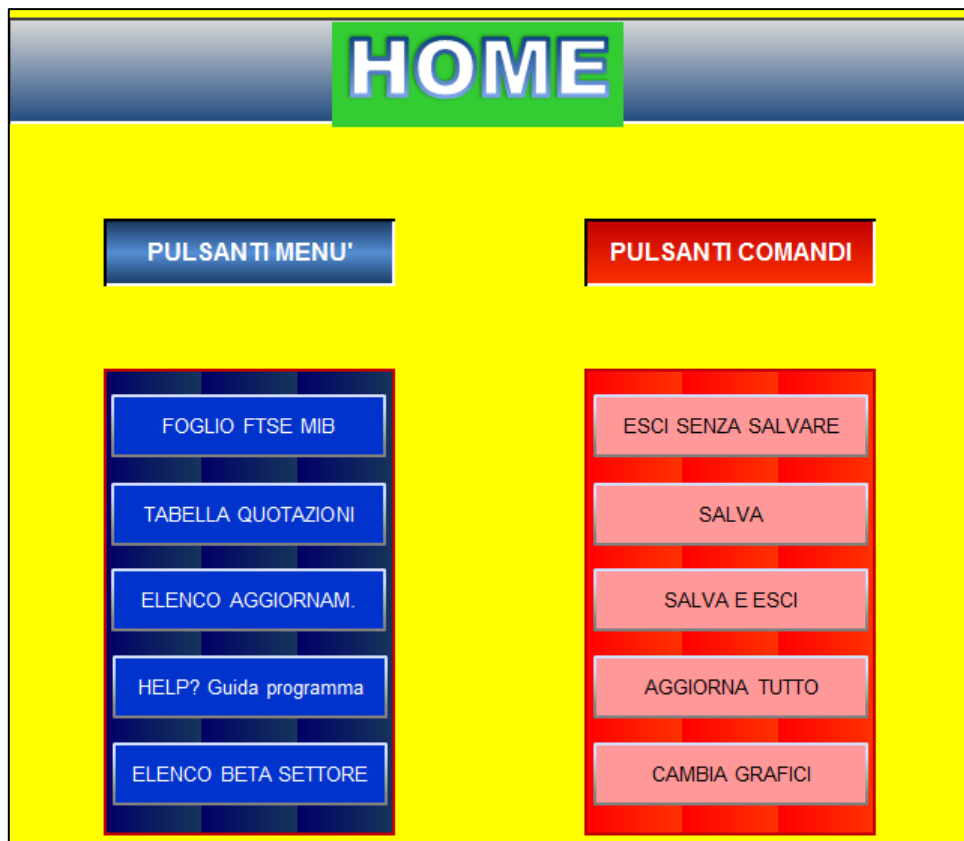 HOME
PULSANTI MENU'
PULSANTI COMANDI
FOGLIO FTSE MIB
TABELLA QUOTAZIONI
ELENCO AGGIORNAM.
HELP? Guida programma
ELENCO BETA SETTORE
ESCI SENZA SALVARE
SALVA
SALVA E ESCI
AGGIORNA TUTTO
CAMBIA GRAFICI